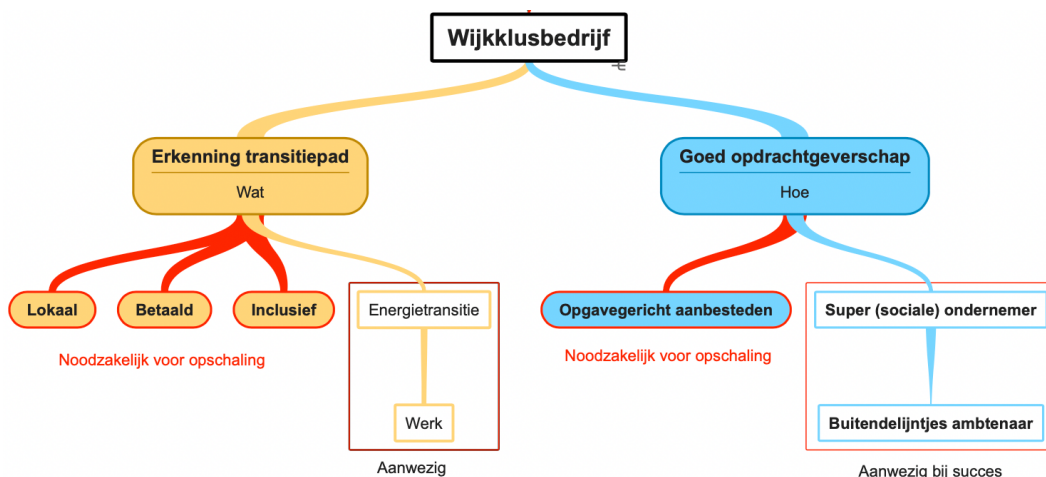 Wijkklusbedrijf
Erkenning transitiepad
Wat
Goed opdrachtgeverschap
Hoe
Lokaal
Betaald
Inclusief
Energietransitie
Opgavegericht aanbesteden
Super (sociale) ondernemer
Noodzakelijk voor opschaling
Noodzakelijk voor opschaling
Werk
Buitendelijntjes ambtenaar
Aanwezig
Aanwezig bij succes